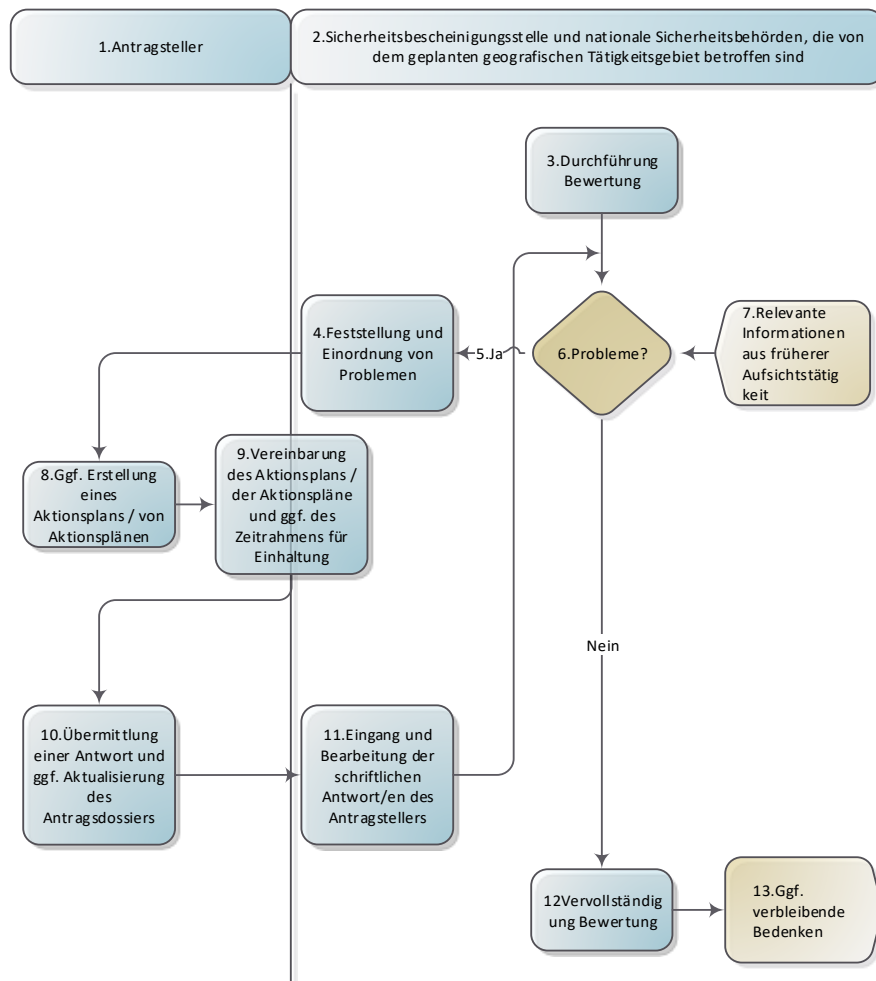 1.Antragsteller
2.Sicherheitsbescheinigungsstelle und nationale Sicherheitsbehörden, die von
dem geplanten geografischen Tätigkeitsgebiet betroffen sind
3.Durchführung
Bewertung
4.Feststellung und
Einordnung von
Problemen
5.Ja
6.Probleme?
7.Relevante
Informationen
aus früherer
Aufsichtstätig
keit
8.Ggf. Erstellung
eines
Aktionsplans / von
Aktionsplänen
9.Vereinbarung
des Aktionsplans /
der Aktionspläne
und ggf. des
Zeitrahmens für
Einhaltung
Nein
10.Übermittlung
einer Antwort und
ggf. Aktualisierung
des
Antragsdossiers
11.Eingang und
Bearbeitung der
schriftlichen
Antwort/en des
Antragstellers
12Vervollständig
ung Bewertung
13.Ggf.
verbleibende
Bedenken